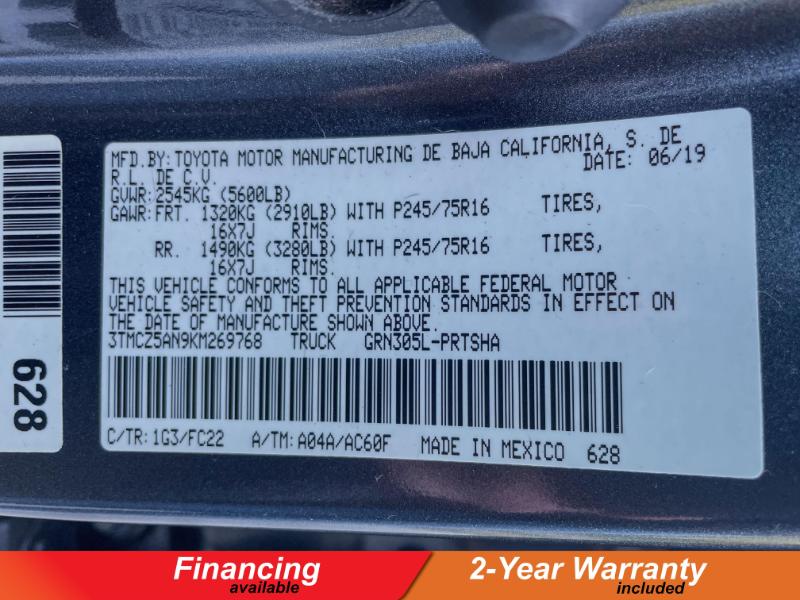 MFD.BY:TOYOTA MOTOR MANUFACTURING DE BAJA CALIFORNIA, S. DE
R.L. DE C.V. DATE: 06/19
GVWR:2545KG (5600LB)
GAWR:FRT. 1320KG (2910LB) WITH P245/75R16 TIRES,
16X7J RIMS.
RR. 1490KG (3280LB) WITH P245/75R16 TIRES,
16X7J RIMS.
THIS VEHICLE CONFORMS TO ALL APPLICABLE FEDERAL MOTOR
VEHICLE SAFETY AND THEFT PREVENTION STANDARDS IN EFFECT ON
THE DATE OF MANUFACTURE SHOWN ABOVE.
3TMCZ5AN9KM269768 TRUCK GRN305L-PRTSHA
C/TR:1G3/FC22 A/TM:A04A/AC60F MADE IN MEXICO 628
628
Financing
available
2-Year Warranty
included